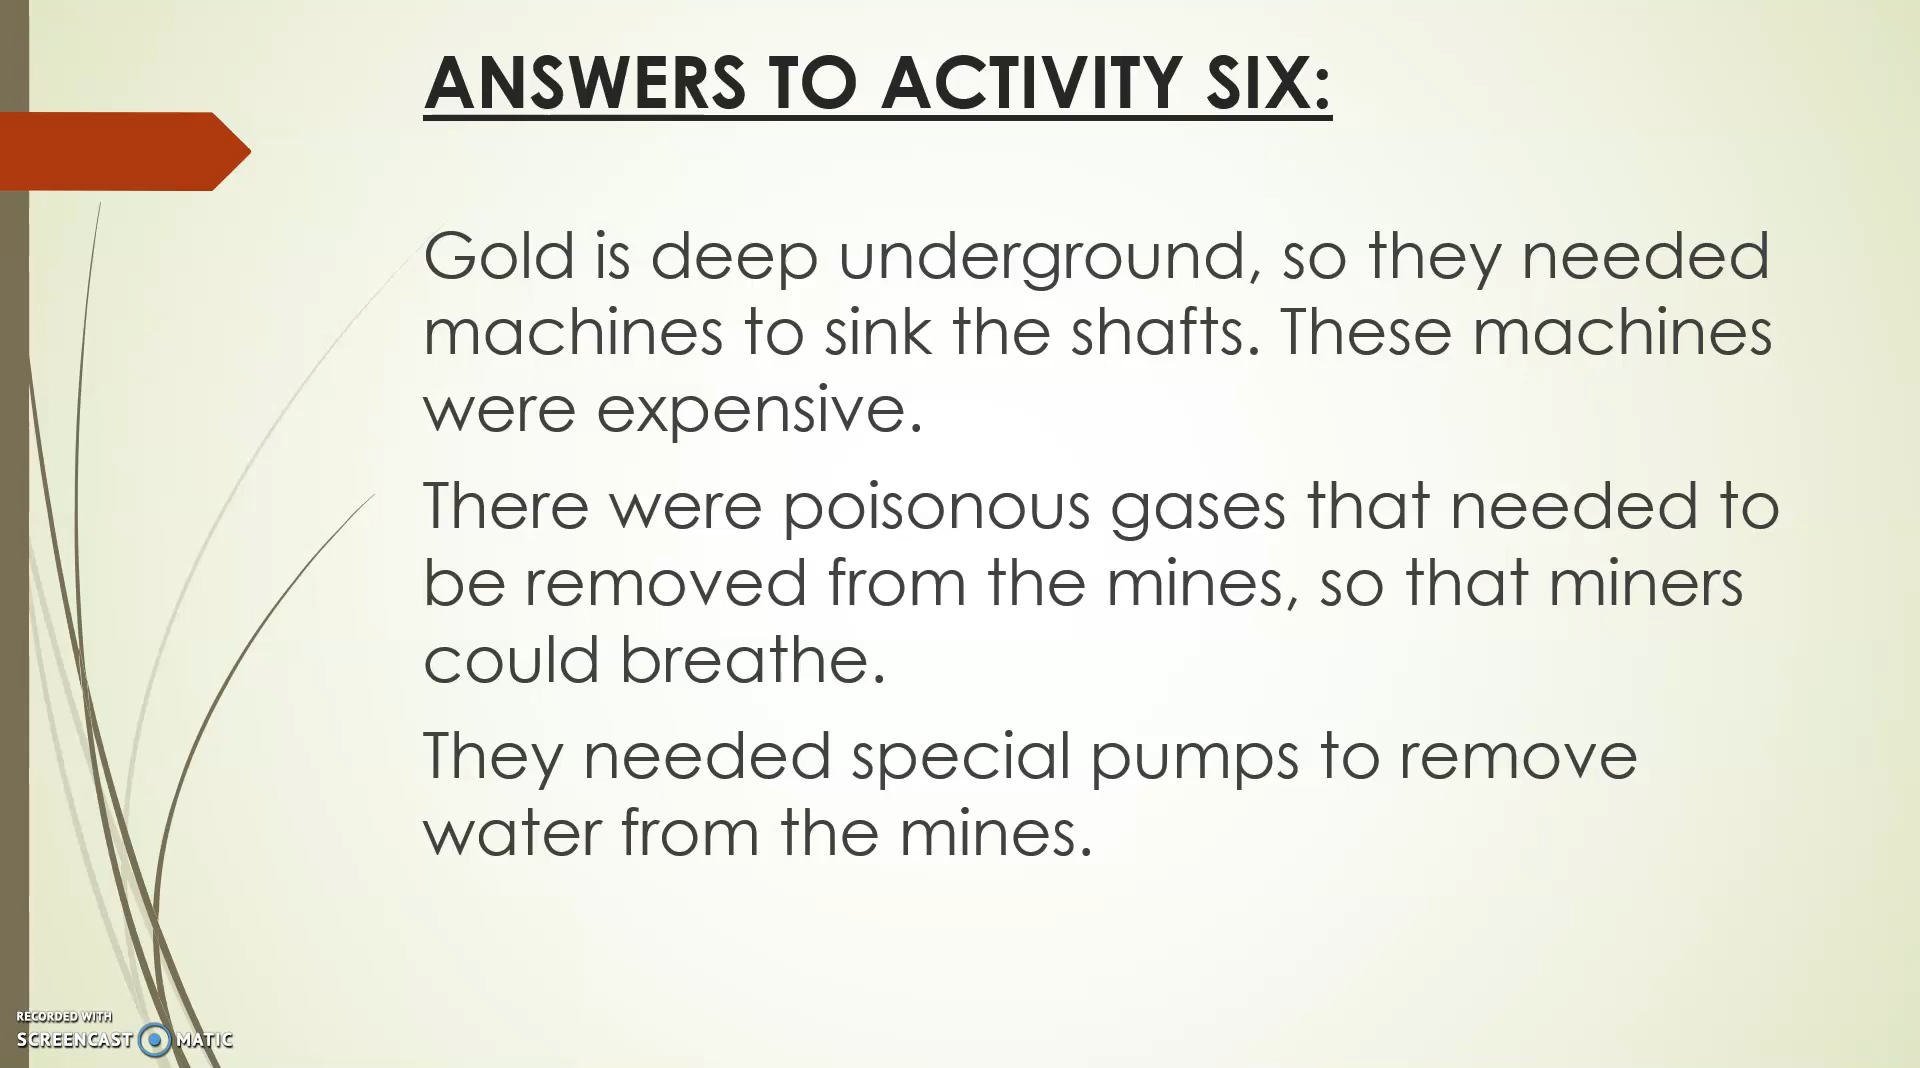 ANSWERS TO ACTIVITY SIX:
Gold is deep underground, so they needed
machines to sink the shafts. These machines
were expensive.
There were poisonous gases that needed to
be removed from the mines, so that miners
could breathe.
They needed special pumps to remove
water from the mines.
RECORDED WITH
SCREENCAST MATIC